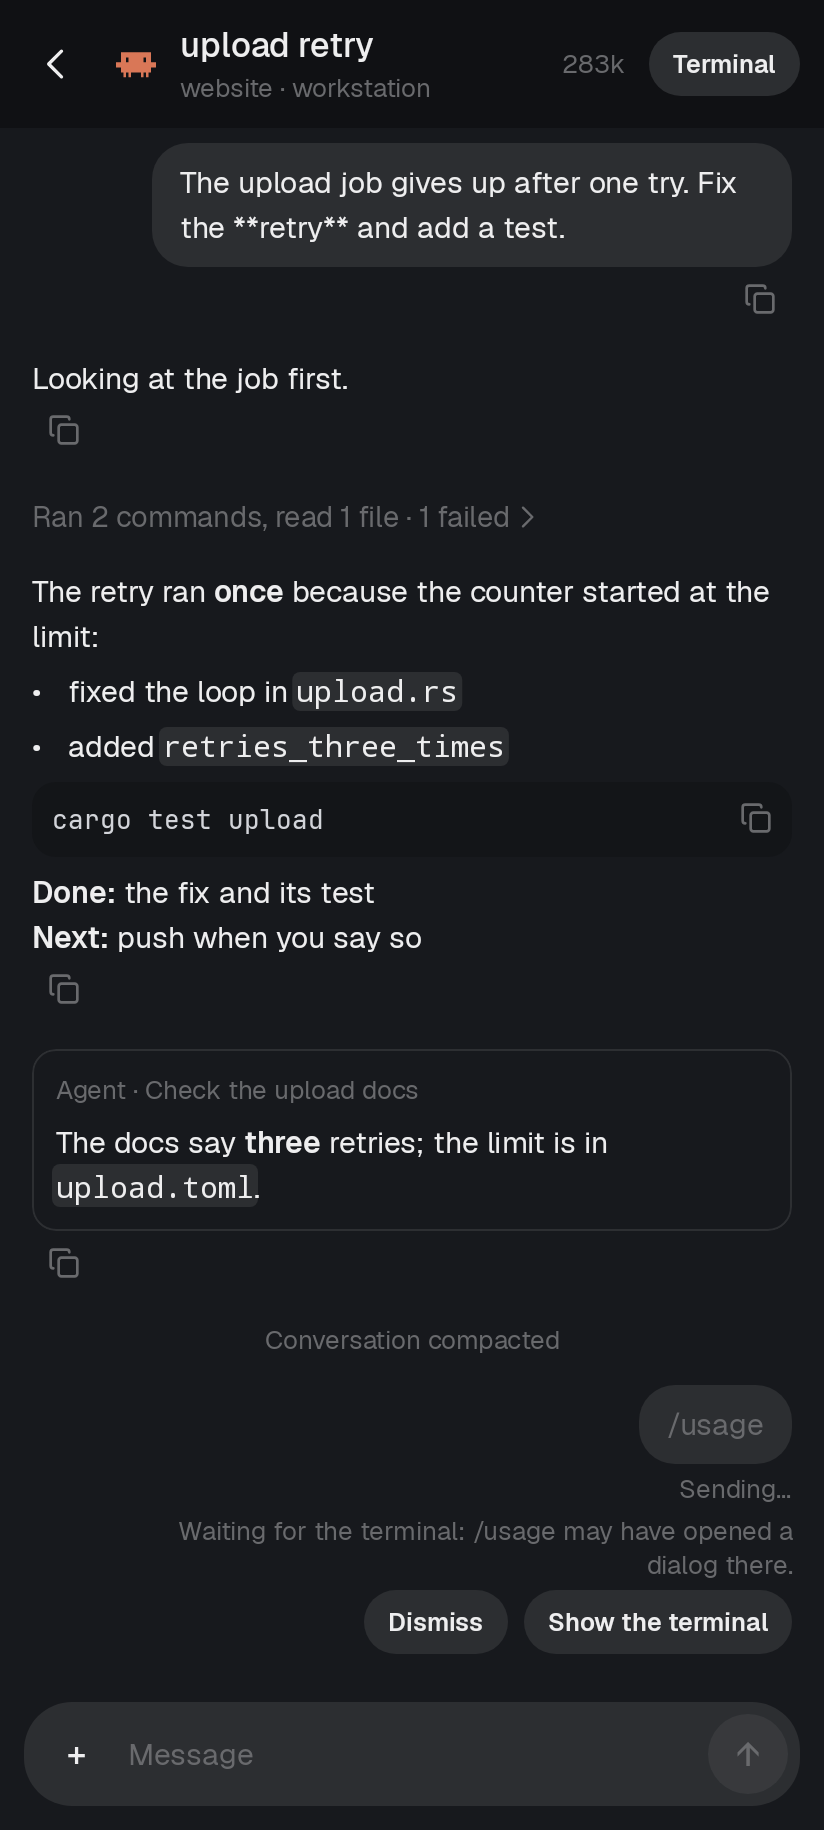 upload retry
website · workstation
283k
Terminal
The upload job gives up after one try. Fix
the **retry** and add a test.
Looking at the job first.
Ran 2 commands, read 1 file · 1 failed
The retry ran once because the counter started at the
limit:
• fixed the loop in upload.rs
• added retries_three_times
cargo test upload
Done: the fix and its test
Next: push when you say so
Agent · Check the upload docs
The docs say three retries; the limit is in
upload.toml.
Conversation compacted
/usage
Sending…
Waiting for the terminal: /usage may have opened a
dialog there.
Dismiss
Show the terminal
+ Message